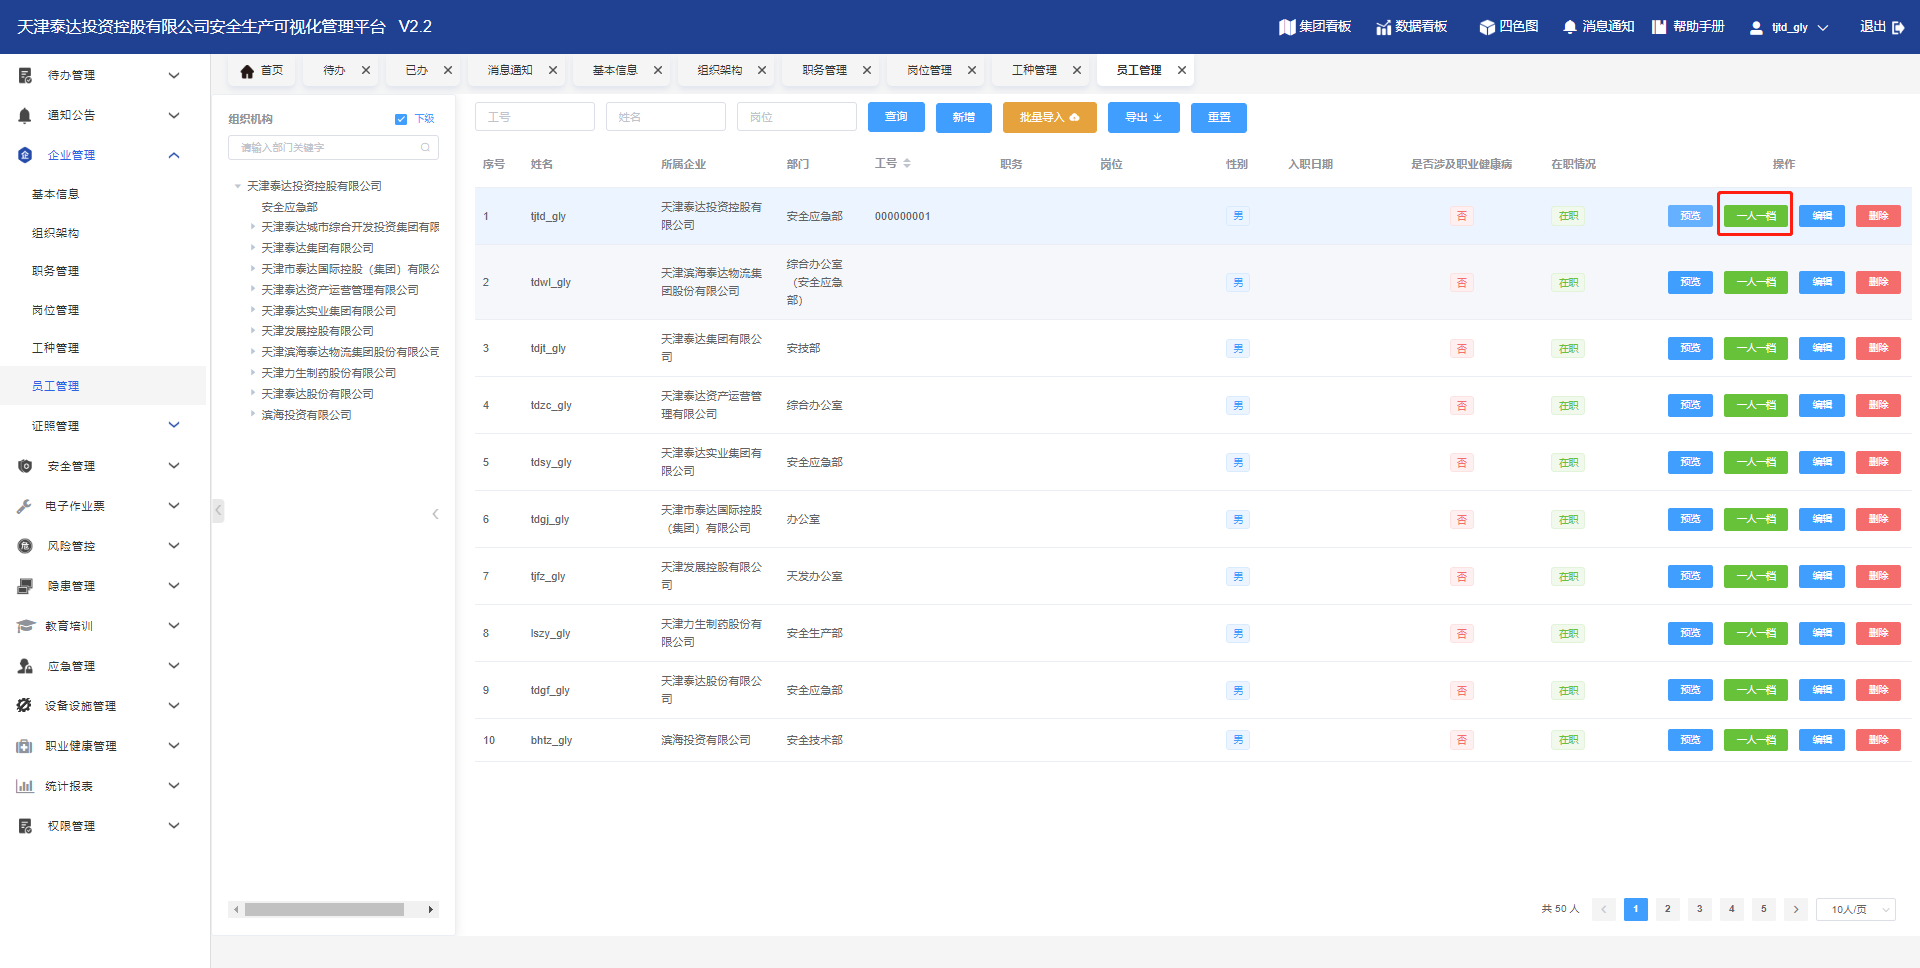 天津泰达投资控股有限公司安全生产可视化管理平台 V2.2
集团看板 数据看板 四色图 消息通知 帮助手册 tjtd_gly 退出
首页 待办 已办 消息通知 基本信息 组织架构 职务管理 岗位管理 工种管理 员工管理
待办管理
通知公告
企业管理
基本信息
组织架构
职务管理
岗位管理
工种管理
员工管理
证照管理
安全管理
电子作业票
风险管控
隐患管理
教育培训
应急管理
设备设施管理
职业健康管理
统计报表
权限管理
组织机构 下级
请输入部门关键字
天津泰达投资控股有限公司
安全应急部
天津泰达城市综合开发投资集团有限
天津泰达集团有限公司
天津市泰达国际控股（集团）有限公
天津泰达资产运营管理有限公司
天津泰达实业集团有限公司
天津发展控股有限公司
天津滨海泰达物流集团股份有限公司
天津力生制药股份有限公司
天津泰达股份有限公司
滨海投资有限公司
工号 姓名 岗位 查询 新增 批量导入 导出 重置
序号 姓名 所属企业 部门 工号 职务 岗位 性别 入职日期 是否涉及职业健康病 在职情况 操作
1 tjtd_gly 天津泰达投资控股有 安全应急部 000000001 男 否 在职 预览 一人一档 编辑 删除
限公司
2 tdwl_gly 天津滨海泰达物流集 综合办公室 男 否 在职 预览 一人一档 编辑 删除
团股份有限公司 （安全应急
部）
3 tdjt_gly 天津泰达集团有限公 安技部 男 否 在职 预览 一人一档 编辑 删除
司
4 tdzc_gly 天津泰达资产运营管 综合办公室 男 否 在职 预览 一人一档 编辑 删除
理有限公司
5 tdsy_gly 天津泰达实业集团有 安全应急部 男 否 在职 预览 一人一档 编辑 删除
限公司
6 tdgj_gly 天津市泰达国际控股 办公室 男 否 在职 预览 一人一档 编辑 删除
（集团）有限公司
7 tjfz_gly 天津发展控股有限公 天发办公室 男 否 在职 预览 一人一档 编辑 删除
司
8 lszy_gly 天津力生制药股份有 安全生产部 男 否 在职 预览 一人一档 编辑 删除
限公司
9 tdgf_gly 天津泰达股份有限公 安全应急部 男 否 在职 预览 一人一档 编辑 删除
司
10 bhtz_gly 滨海投资有限公司 安全技术部 男 否 在职 预览 一人一档 编辑 删除
共 50 人 1 2 3 4 5 10人/页